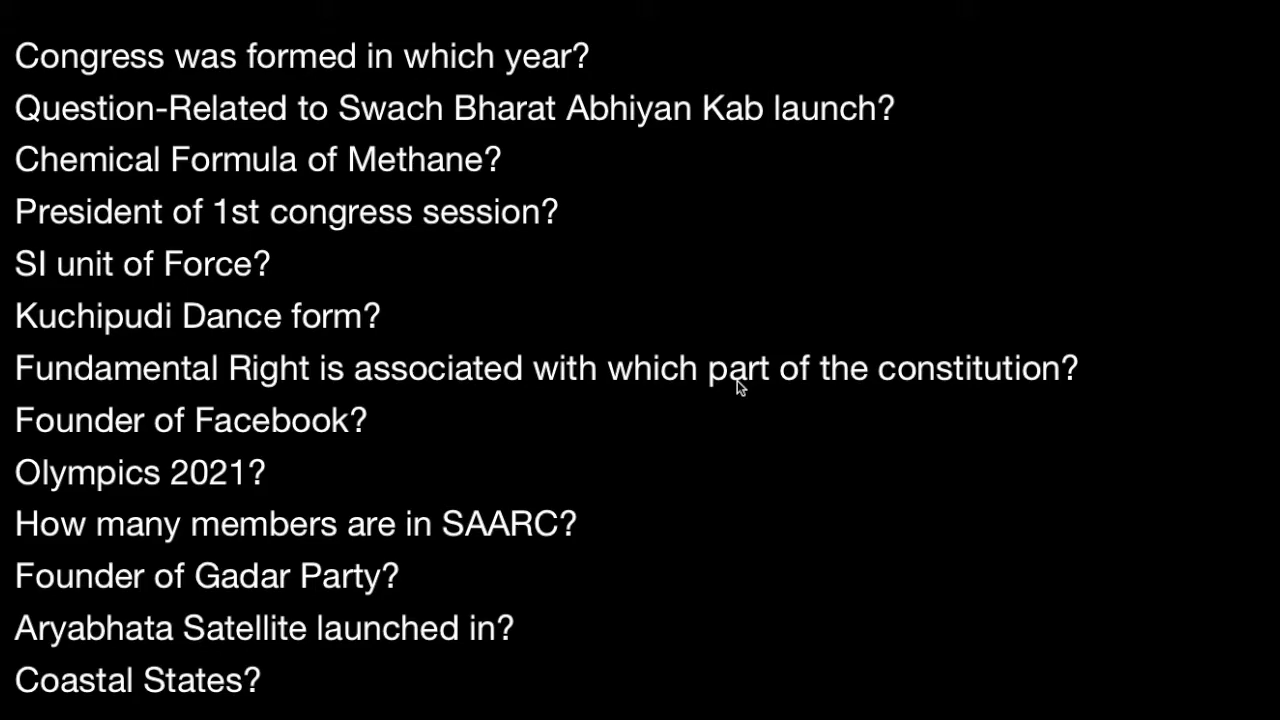 Congress was formed in which year?
Question-Related to Swach Bharat Abhiyan Kab launch?
Chemical Formula of Methane?
President of 1st congress session?
SI unit of Force?
Kuchipudi Dance form?
Fundamental Right is associated with which part of the constitution?
Founder of Facebook?
Olympics 2021?
How many members are in SAARC?
Founder of Gadar Party?
Aryabhata Satellite launched in?
Coastal States?